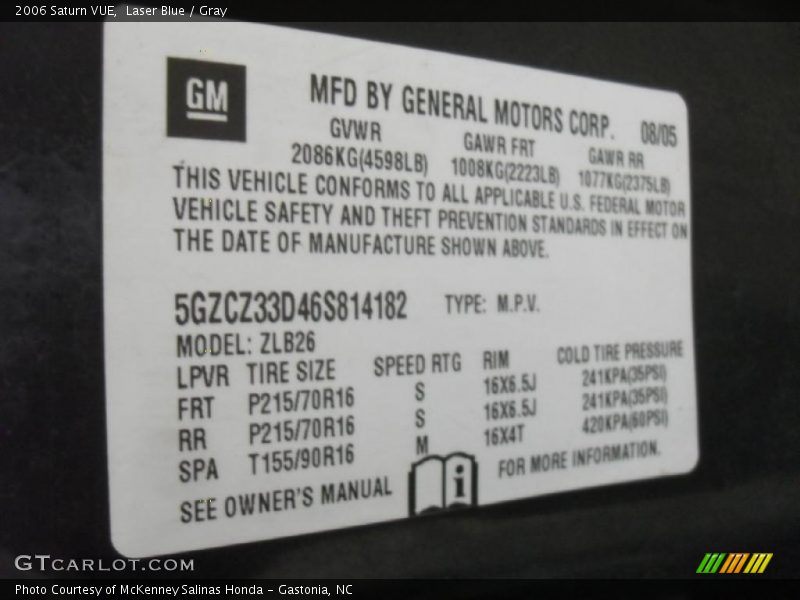 2006 Saturn VUE,  Laser Blue / Gray
GM
MFD BY GENERAL MOTORS CORP. 08/05
GVWR GAWR FRT GAWR RR
2086KG(4598LB) 1008KG(2223LB) 1077KG(2375LB)
THIS VEHICLE CONFORMS TO ALL APPLICABLE U.S. FEDERAL MOTOR
VEHICLE SAFETY AND THEFT PREVENTION STANDARDS IN EFFECT ON
THE DATE OF MANUFACTURE SHOWN ABOVE.
5GZCZ33D46S814182 TYPE: M.P.V.
MODEL: ZLB26
LPVR TIRE SIZE SPEED RTG RIM COLD TIRE PRESSURE
FRT P215/70R16 S 16X6.5J 241KPA(35PSI)
RR P215/70R16 S 16X6.5J 241KPA(35PSI)
SPA T155/90R16 M 16X4T 420KPA(60PSI)
SEE OWNER'S MANUAL i FOR MORE INFORMATION.
GTCARLOT.COM
Photo Courtesy of McKenney Salinas Honda - Gastonia, NC